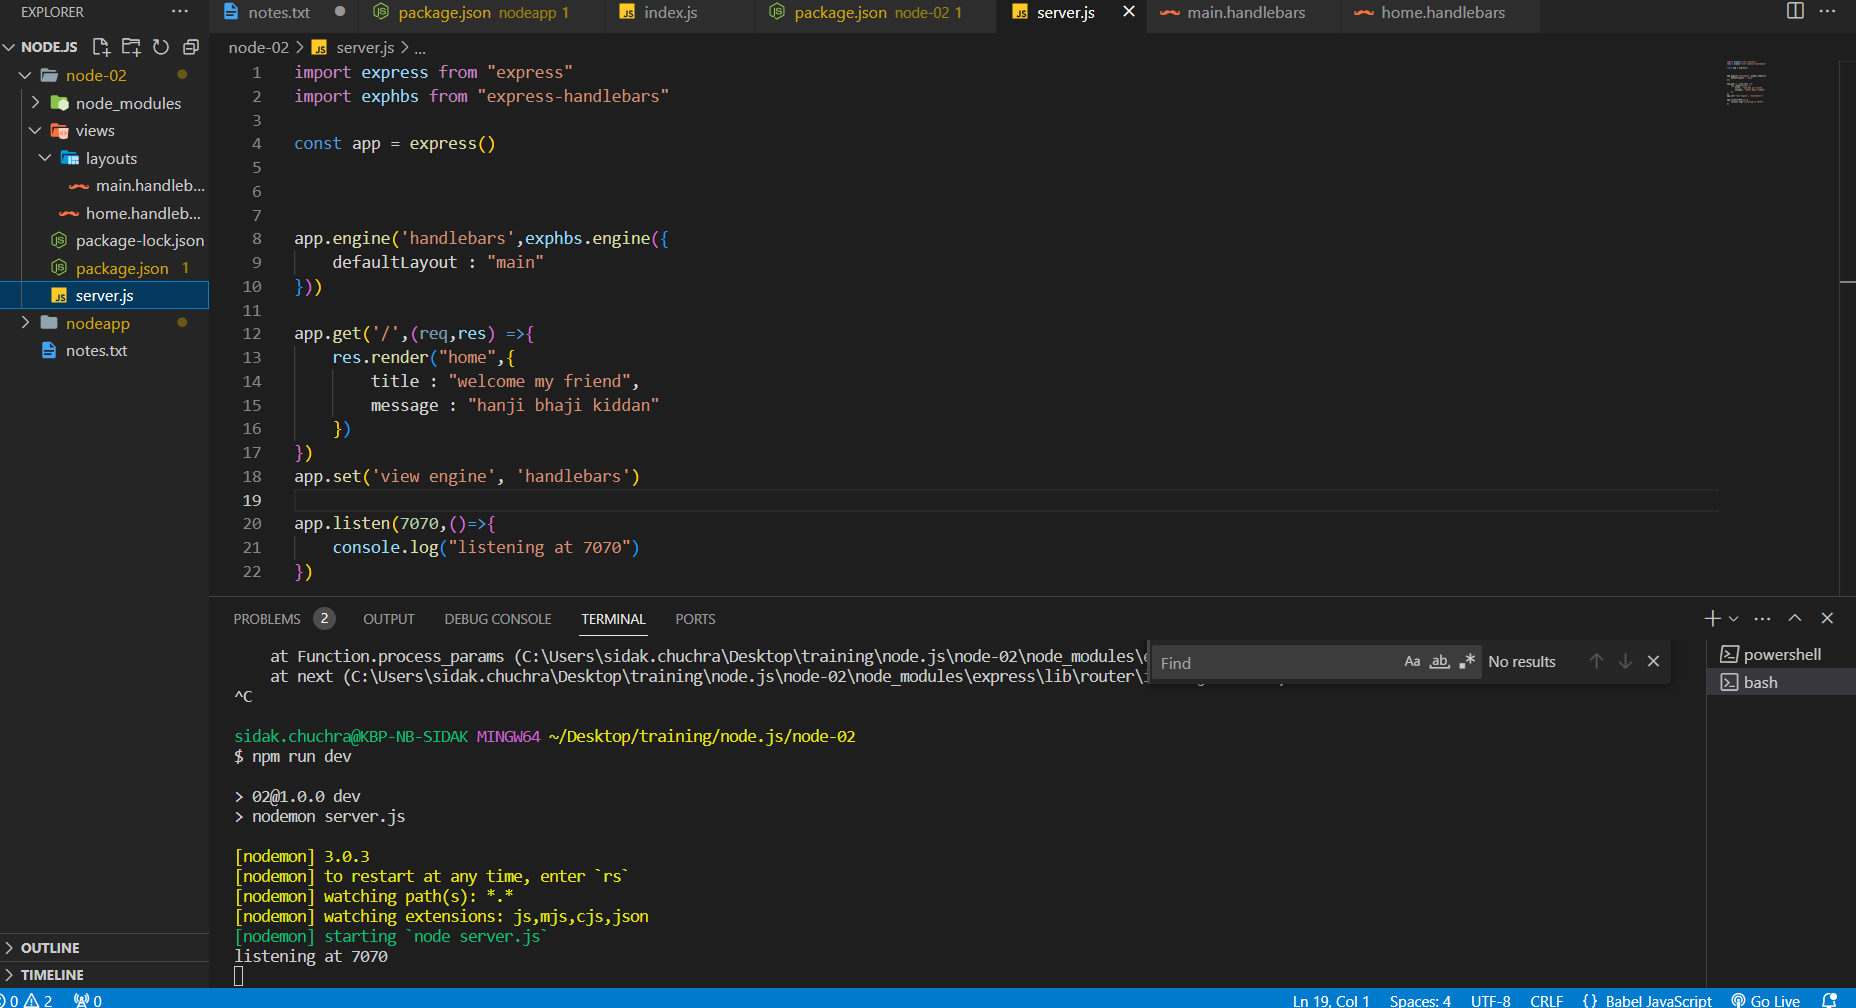 EXPLORER ...
notes.txt
package.json nodeapp 1
index.js
package.json node-02 1
server.js
main.handlebars
home.handlebars
NODE.JS
node-02
node_modules
views
layouts
main.handleb...
home.handleb...
package-lock.json
package.json 1
server.js
nodeapp
notes.txt
OUTLINE
TIMELINE
node-02 > server.js > ...
1 import express from "express"
2 import exphbs from "express-handlebars"
3
4 const app = express()
5
6
7
8 app.engine('handlebars',exphbs.engine({
9 defaultLayout : "main"
10 }))
11
12 app.get('/',(req,res) =>{
13 res.render("home",{
14 title : "welcome my friend",
15 message : "hanji bhaji kiddan"
16 })
17 })
18 app.set('view engine', 'handlebars')
19
20 app.listen(7070,()=>{
21 console.log("listening at 7070")
22 })
PROBLEMS 2 OUTPUT DEBUG CONSOLE TERMINAL PORTS
Find Aa ab No results
powershell
bash
at Function.process_params (C:\Users\sidak.chuchra\Desktop\training\node.js\node-02\node_modules\
at next (C:\Users\sidak.chuchra\Desktop\training\node.js\node-02\node_modules\express\lib\router\
^C
sidak.chuchra@KBP-NB-SIDAK MINGW64 ~/Desktop/training/node.js/node-02
$ npm run dev
> 02@1.0.0 dev
> nodemon server.js
[nodemon] 3.0.3
[nodemon] to restart at any time, enter `rs`
[nodemon] watching path(s): *.*
[nodemon] watching extensions: js,mjs,cjs,json
[nodemon] starting `node server.js`
listening at 7070
0 2 0 Ln 19, Col 1 Spaces: 4 UTF-8 CRLF {} Babel JavaScript Go Live